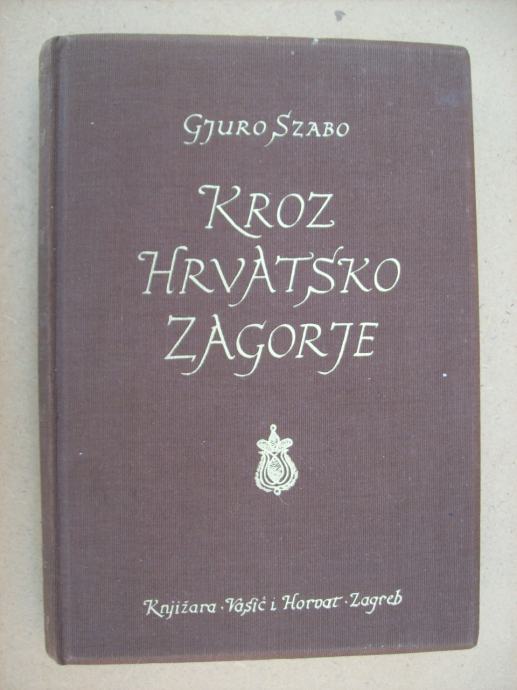 GJURO SZABO
KROZ
HRVATSKO
ZAGORJE
Knjižara · Vasić i Horvat · Zagreb